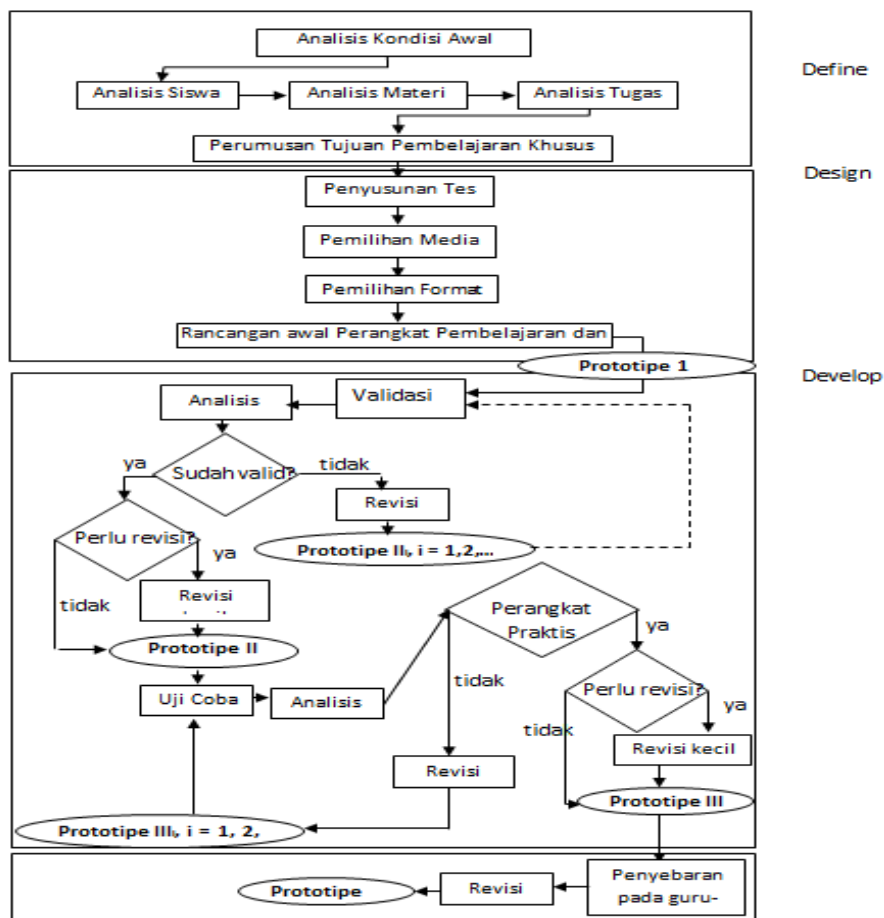 Analisis Kondisi Awal
Define
Analisis Siswa
Analisis Materi
Analisis Tugas
Perumusan Tujuan Pembelajaran Khusus
Design
Penyusunan Tes
Pemilihan Media
Pemilihan Format
Rancangan awal Perangkat Pembelajaran dan
Prototipe 1
Develop
Validasi
Analisis
Sudah valid?
ya
tidak
Revisi
Prototipe IIᵢ, i = 1,2,...
Perlu revisi?
ya
tidak
Revisi
Prototipe II
Uji Coba
Analisis
Perangkat
Praktis
ya
tidak
Perlu revisi?
ya
tidak
Revisi kecil
Revisi
Prototipe III
Prototipe IIIᵢ, i = 1, 2,
Penyebaran
pada guru-
Revisi
Prototipe